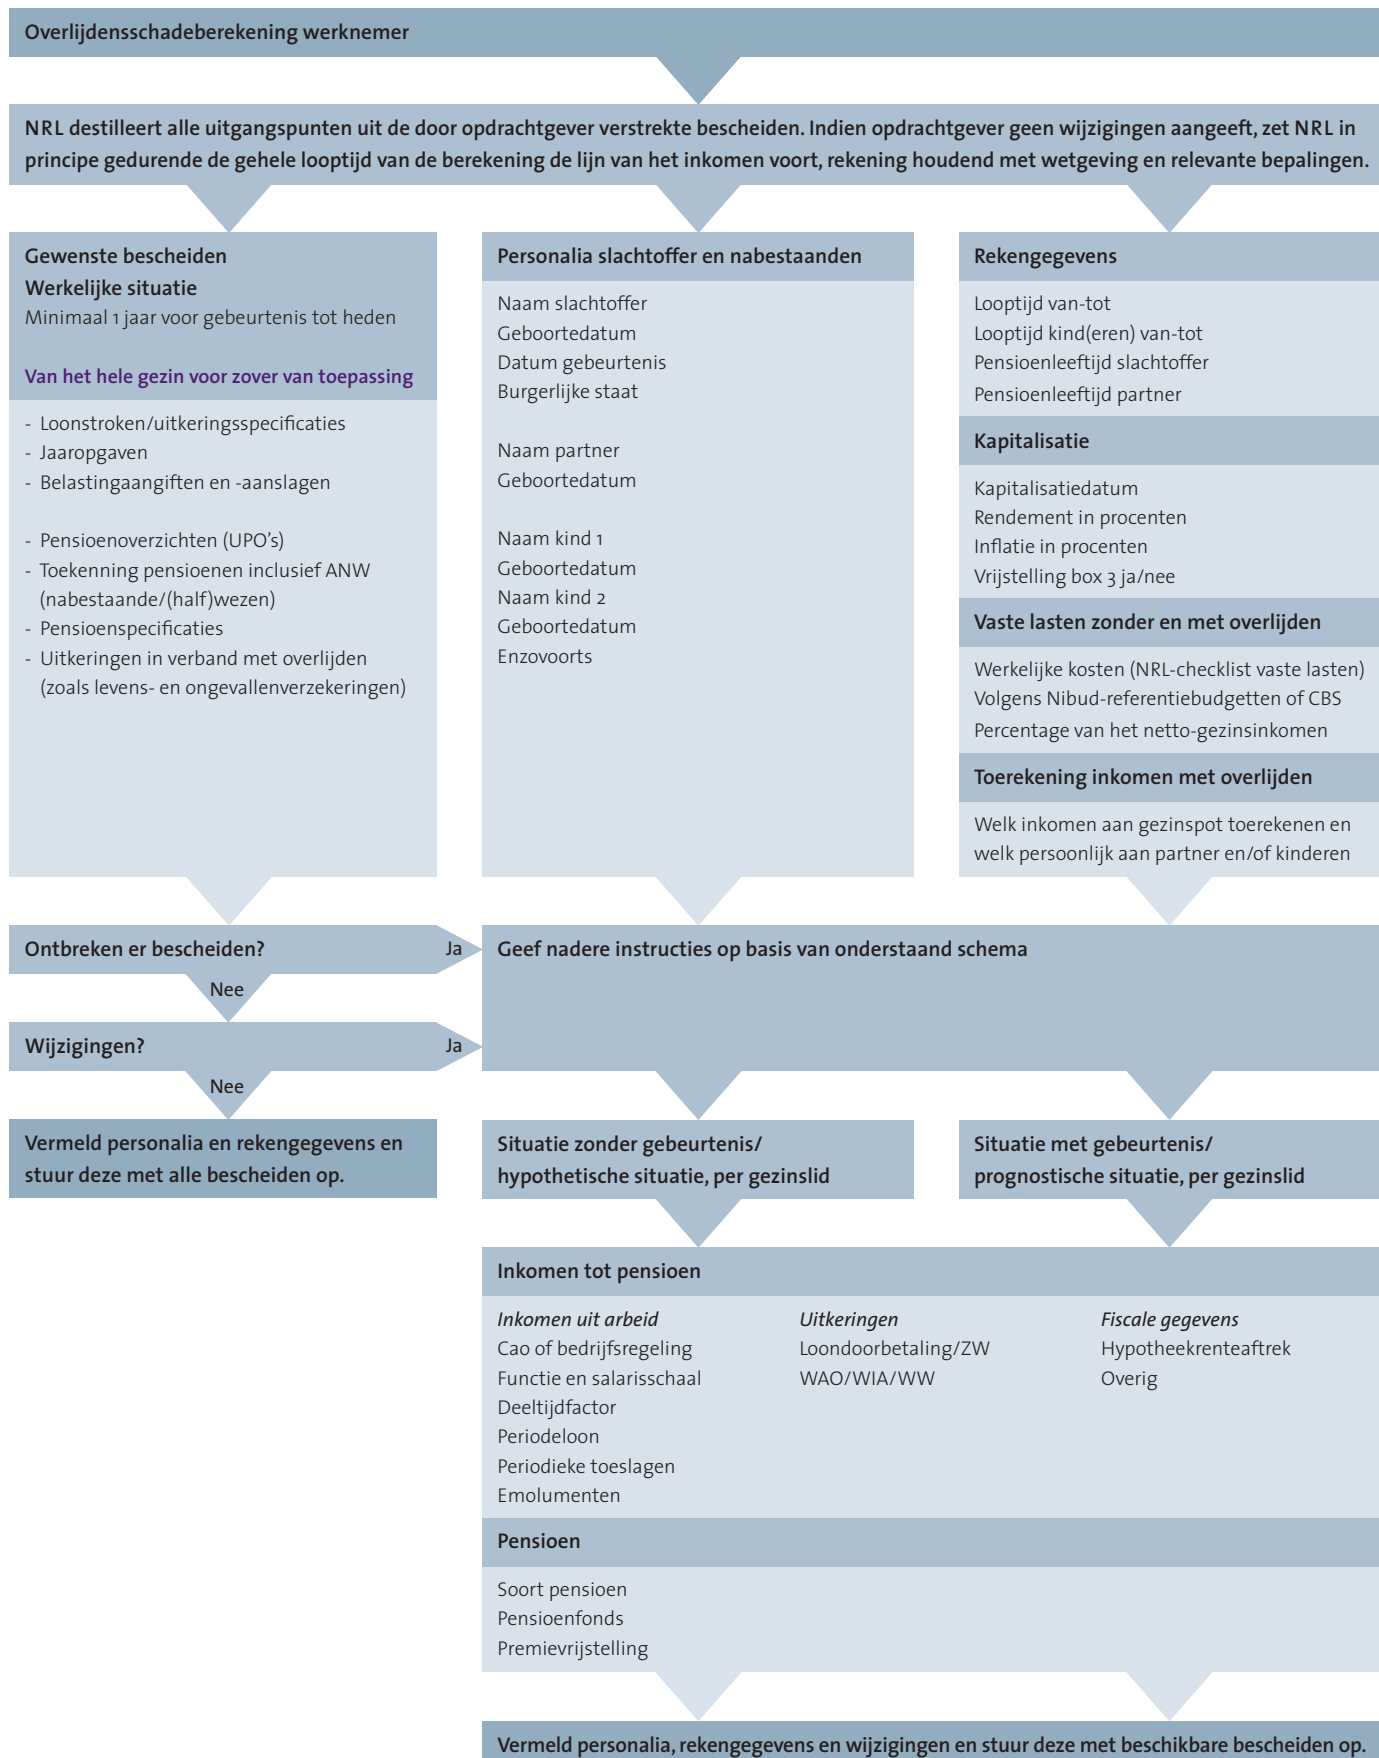 Overlijdensschadeberekening werknemer
NRL destilleert alle uitgangspunten uit de door opdrachtgever verstrekte bescheiden. Indien opdrachtgever geen wijzigingen aangeeft, zet NRL in
principe gedurende de gehele looptijd van de berekening de lijn van het inkomen voort, rekening houdend met wetgeving en relevante bepalingen.
Gewenste bescheiden
Werkelijke situatie
Minimaal 1 jaar voor gebeurtenis tot heden
Van het hele gezin voor zover van toepassing
- Loonstroken/uitkeringsspecificaties
- Jaaropgaven
- Belastingaangiften en -aanslagen
- Pensioenoverzichten (UPO's)
- Toekenning pensioenen inclusief ANW
(nabestaande/(half)wezen)
- Pensioenspecificaties
- Uitkeringen in verband met overlijden
(zoals levens- en ongevallenverzekeringen)
Personalia slachtoffer en nabestaanden
Naam slachtoffer
Geboortedatum
Datum gebeurtenis
Burgerlijke staat
Naam partner
Geboortedatum
Naam kind 1
Geboortedatum
Naam kind 2
Geboortedatum
Enzovoorts
Rekengegevens
Looptijd van-tot
Looptijd kind(eren) van-tot
Pensioenleeftijd slachtoffer
Pensioenleeftijd partner
Kapitalisatie
Kapitalisatiedatum
Rendement in procenten
Inflatie in procenten
Vrijstelling box 3 ja/nee
Vaste lasten zonder en met overlijden
Werkelijke kosten (NRL-checklist vaste lasten)
Volgens Nibud-referentiebudgetten of CBS
Percentage van het netto-gezinsinkomen
Toerekening inkomen met overlijden
Welk inkomen aan gezinspot toerekenen en
welk persoonlijk aan partner en/of kinderen
Ontbreken er bescheiden?
Ja
Geef nadere instructies op basis van onderstaand schema
Nee
Wijzigingen?
Ja
Nee
Vermeld personalia en rekengegevens en
stuur deze met alle bescheiden op.
Situatie zonder gebeurtenis/
hypothetische situatie, per gezinslid
Situatie met gebeurtenis/
prognostische situatie, per gezinslid
Inkomen tot pensioen
Inkomen uit arbeid
Cao of bedrijfsregeling
Functie en salarisschaal
Deeltijdfactor
Periodeloon
Periodieke toeslagen
Emolumenten
Uitkeringen
Loondoorbetaling/ZW
WAO/WIA/WW
Fiscale gegevens
Hypotheekrenteaftrek
Overig
Pensioen
Soort pensioen
Pensioenfonds
Premievrijstelling
Vermeld personalia, rekengegevens en wijzigingen en stuur deze met beschikbare bescheiden op.